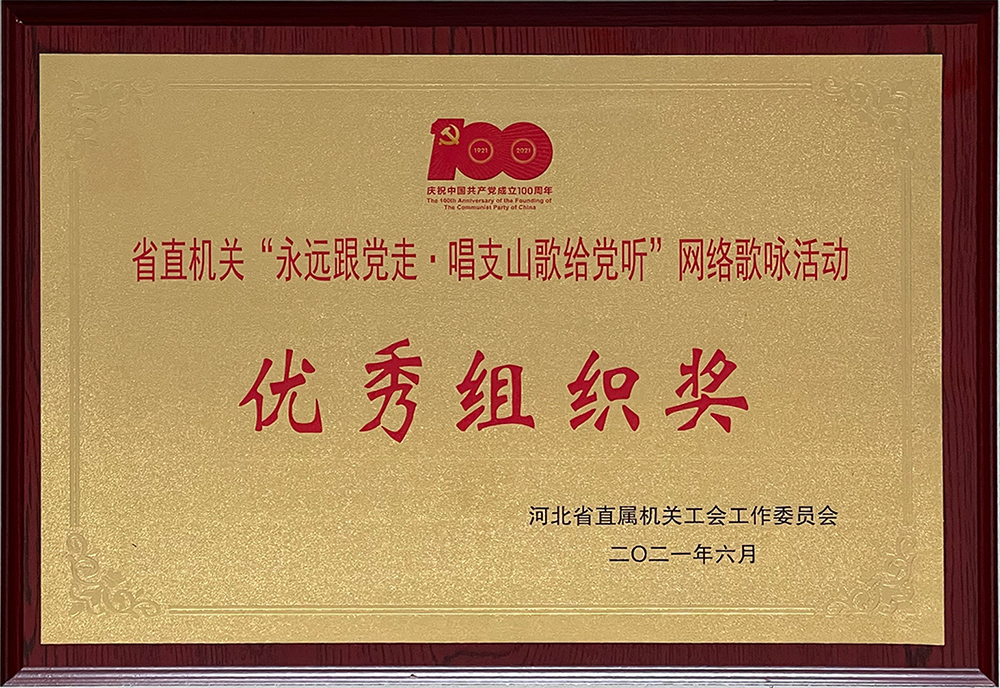 100
1921 2021
庆祝中国共产党成立100周年
The 100th Anniversary of the Founding of
The Communist Party of China
省直机关“永远跟党走·唱支山歌给党听”网络歌咏活动
优秀组织奖
河北省直属机关工会工作委员会
二〇二一年六月